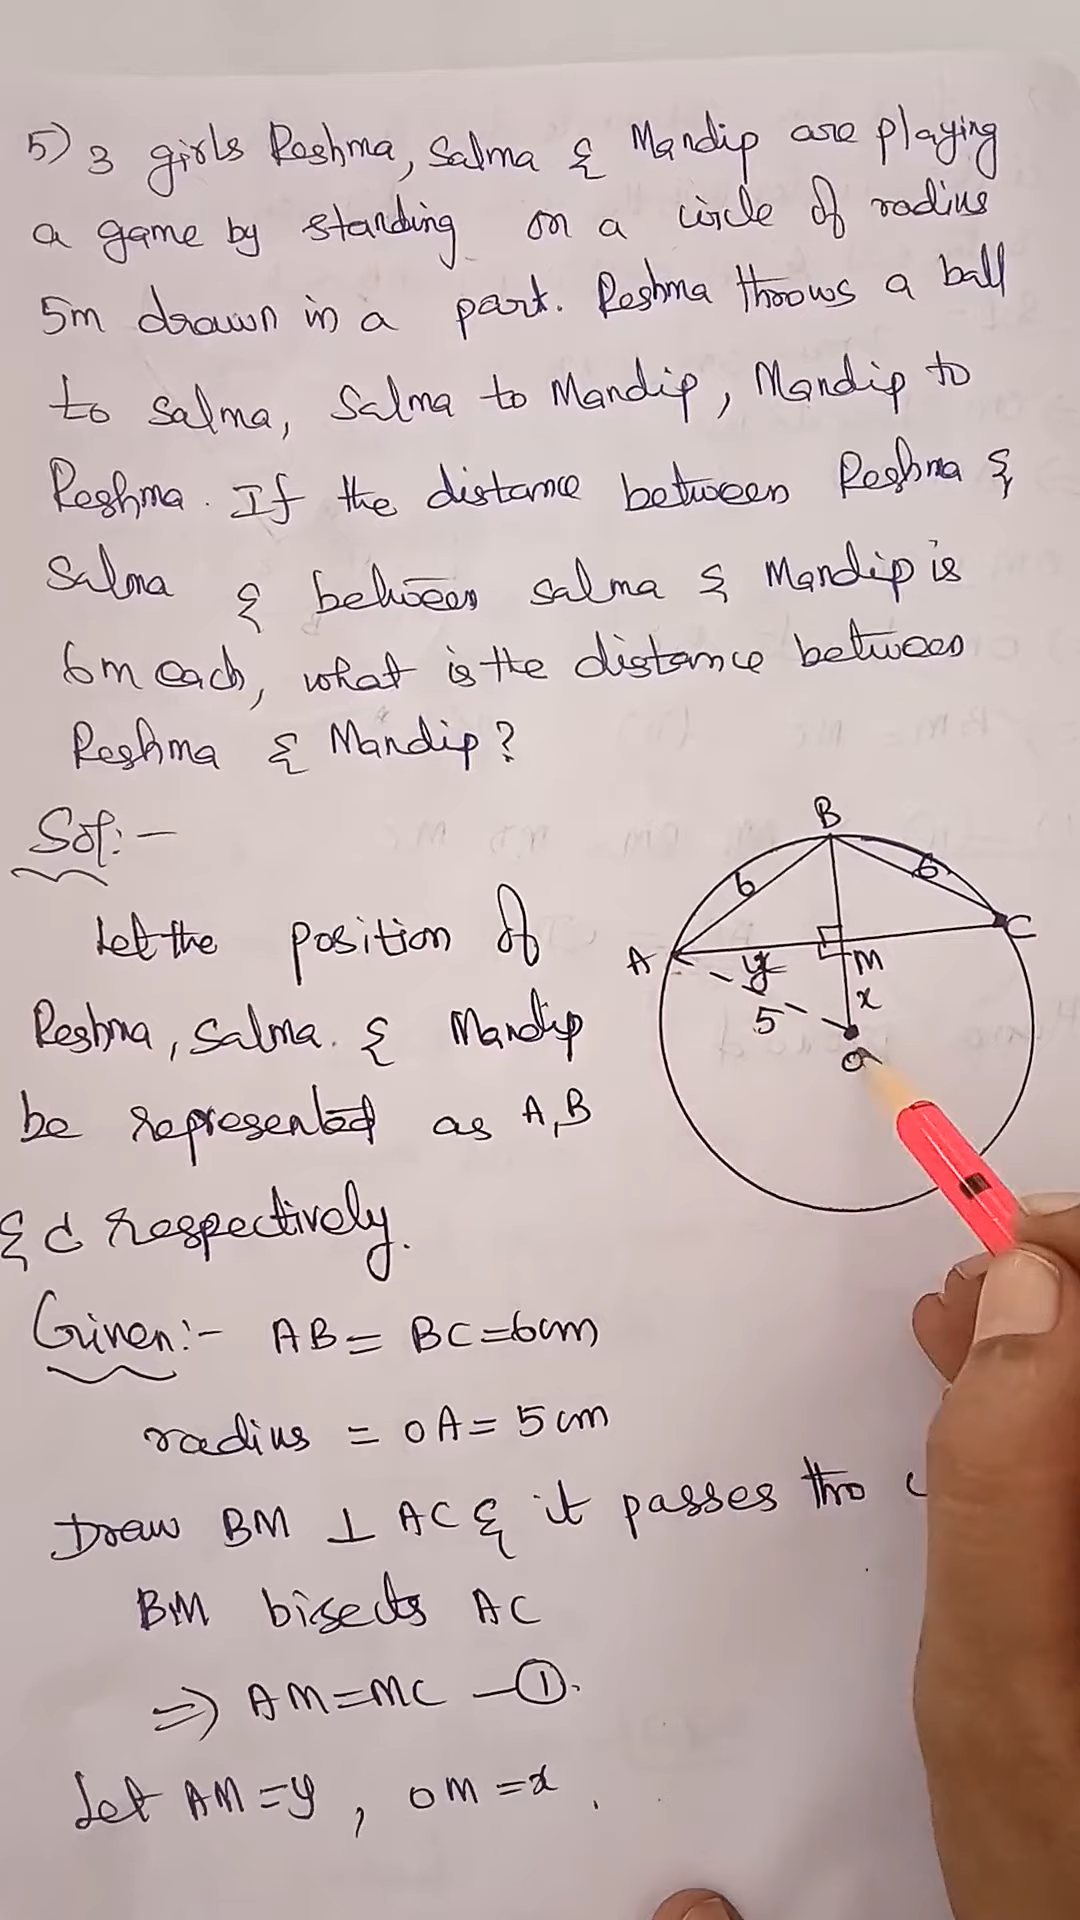 5) 3 girls Reshma, Salma & Mandip are playing
a game by standing on a circle of radius
5m drawn in a part. Reshma throws a ball
to salma, Salma to Mandip, Mandip to
Reshma. If the distance between Reshma &
Salma & between salma & Mandip is
6m each, what is the distance between
Reshma & Mandip?
Sol:-
B
6 6
Let the position of
A y M C
x
Reshma, Salma. & Mandip
5
O
be represented as A,B
& C respectively.
Given:- AB = BC = 6cm
radius = OA = 5cm
Draw BM ⊥ AC & it passes thro
BM bisects AC
⇒ AM = MC —①.
Let AM = y, OM = x.